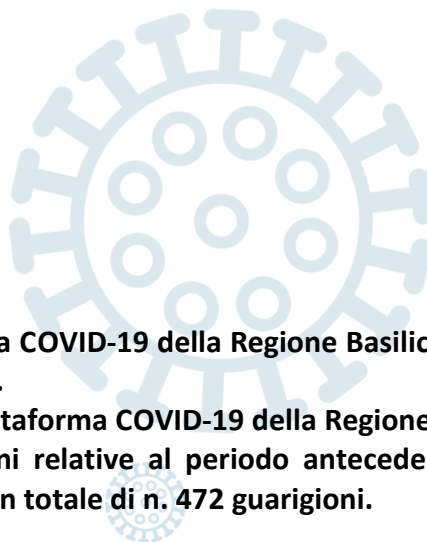 a COVID-19 della Regione Basilic
.
taforma COVID-19 della Regione
ni relative al periodo antecede
n totale di n. 472 guarigioni.